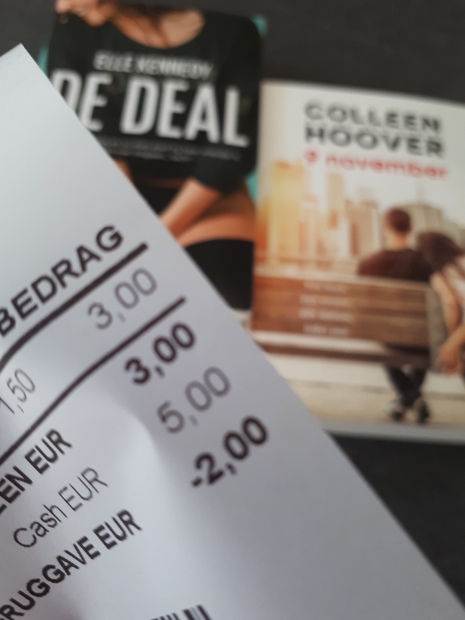 ELLE KENNEDY
DE DEAL
COLLEEN
HOOVER
9 november
BEDRAG
1,50 3,00
3,00
EEN EUR 5,00
Cash EUR -2,00
RUGGAVE EUR